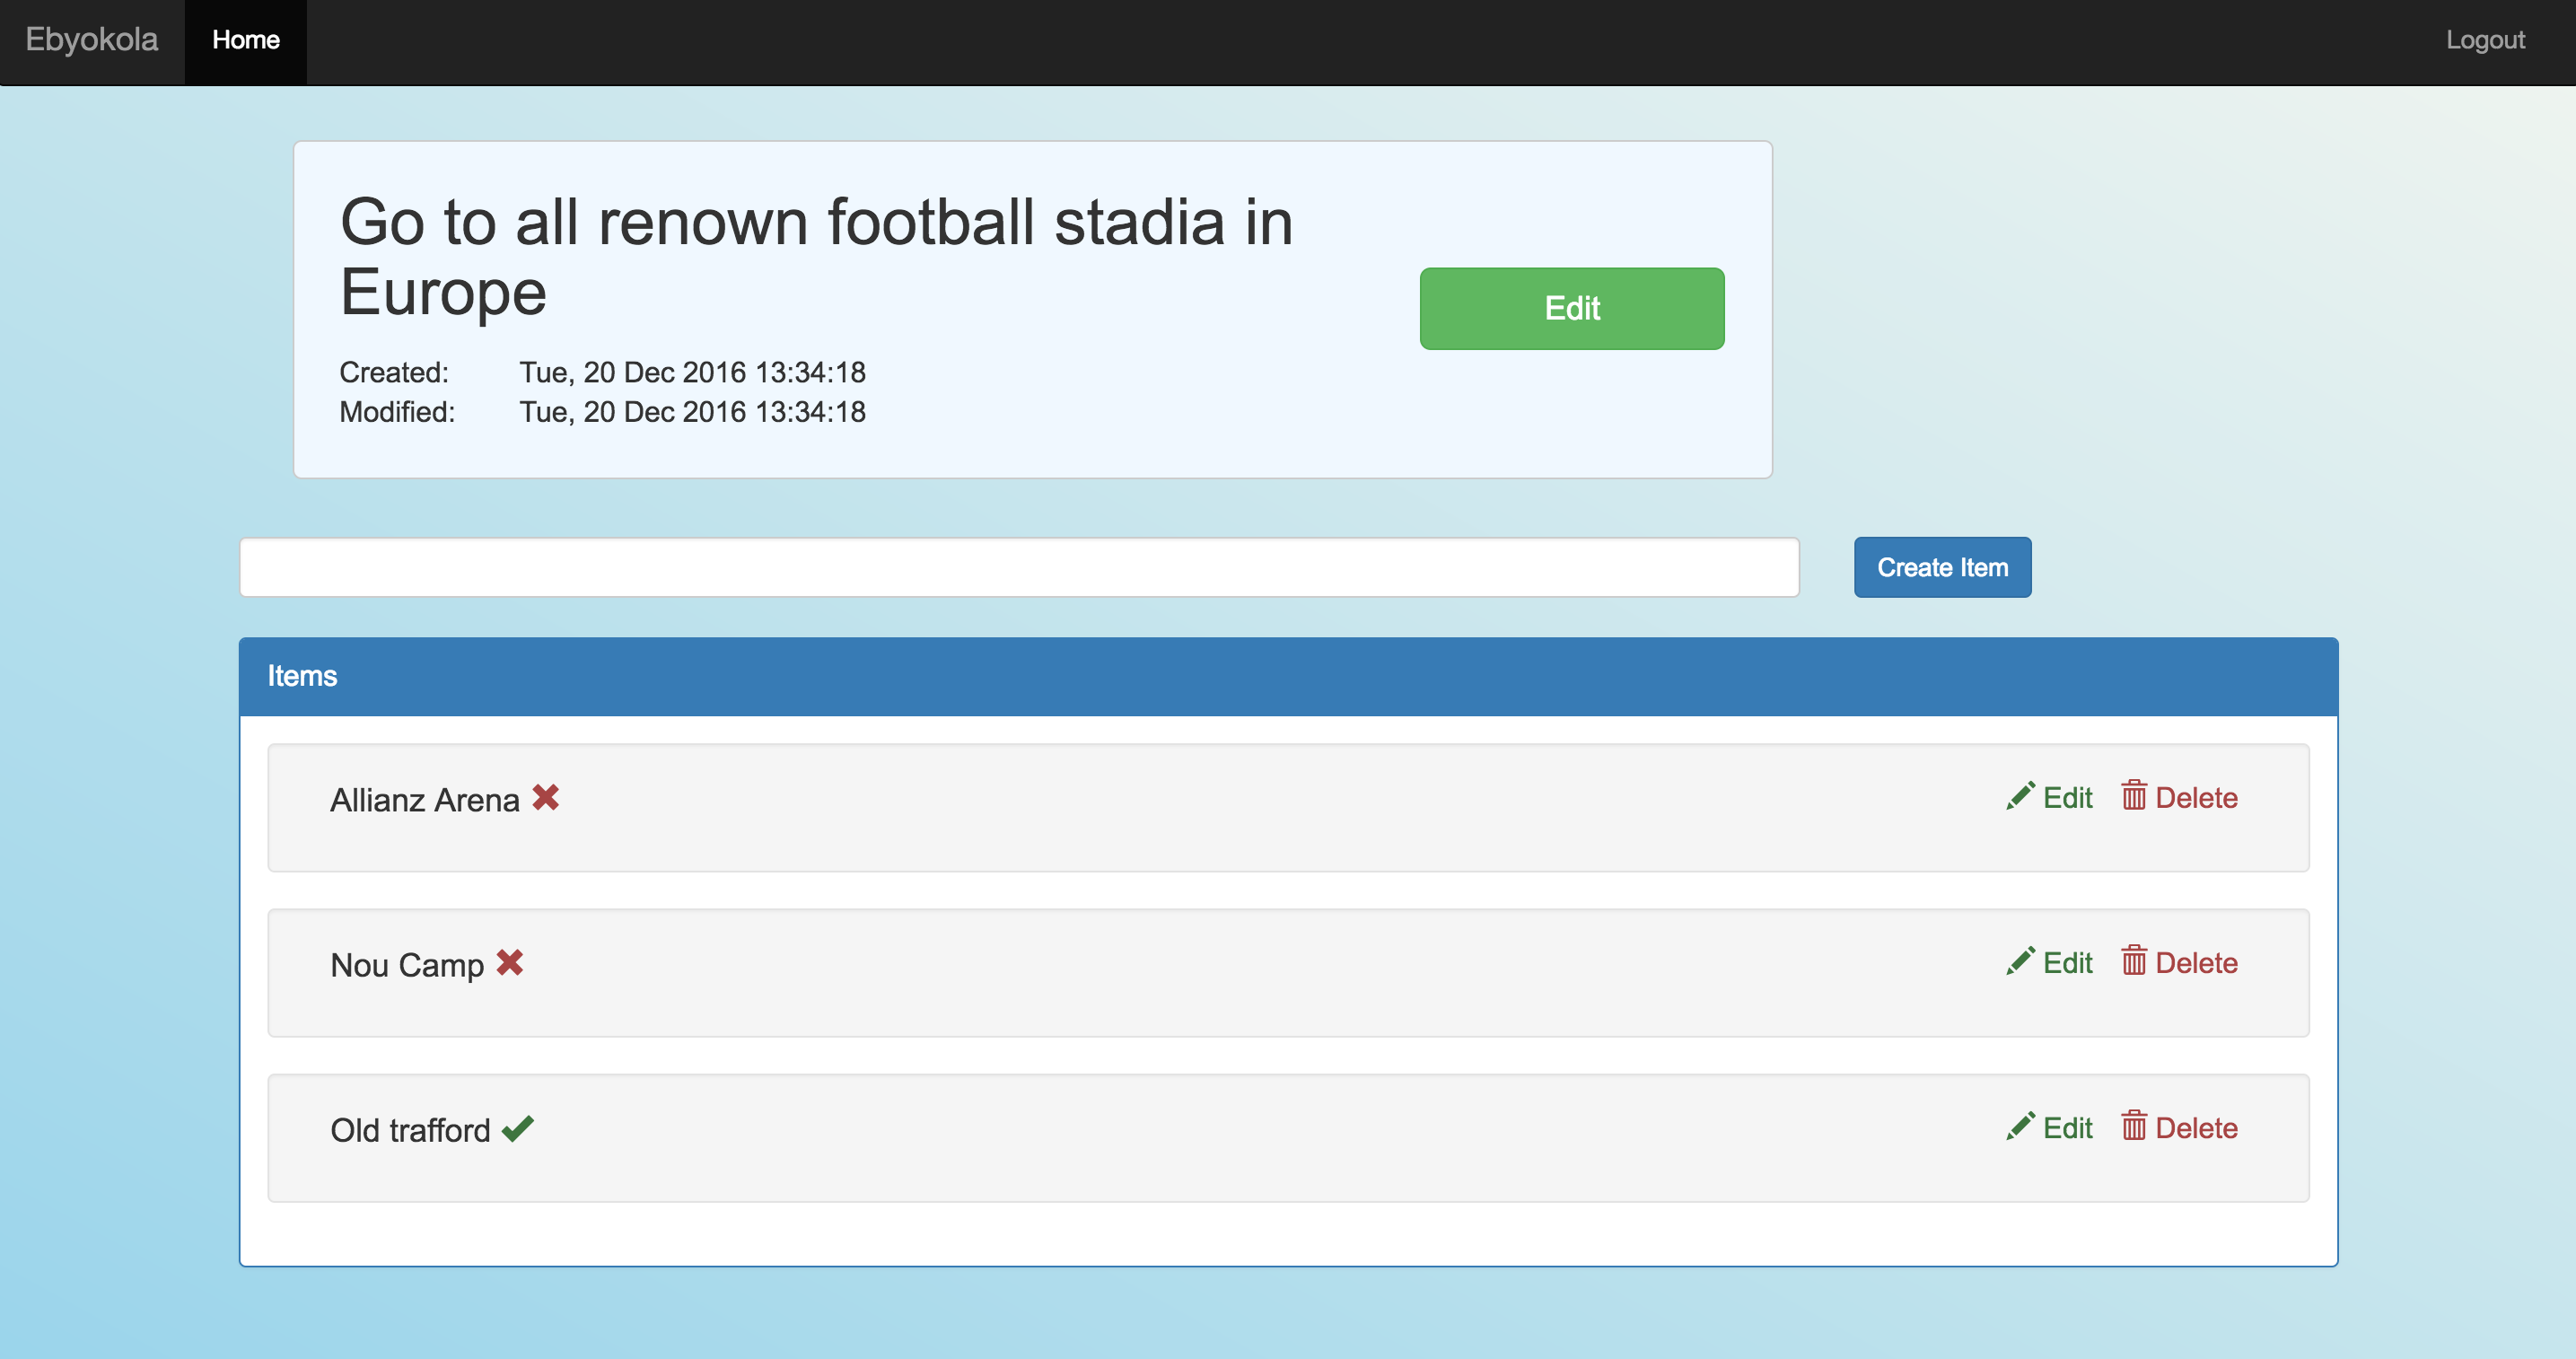 Ebyokola Home Logout
Go to all renown football stadia in
Europe
Edit
Created: Tue, 20 Dec 2016 13:34:18
Modified: Tue, 20 Dec 2016 13:34:18
Create Item
Items
Allianz Arena Edit Delete
Nou Camp Edit Delete
Old trafford Edit Delete